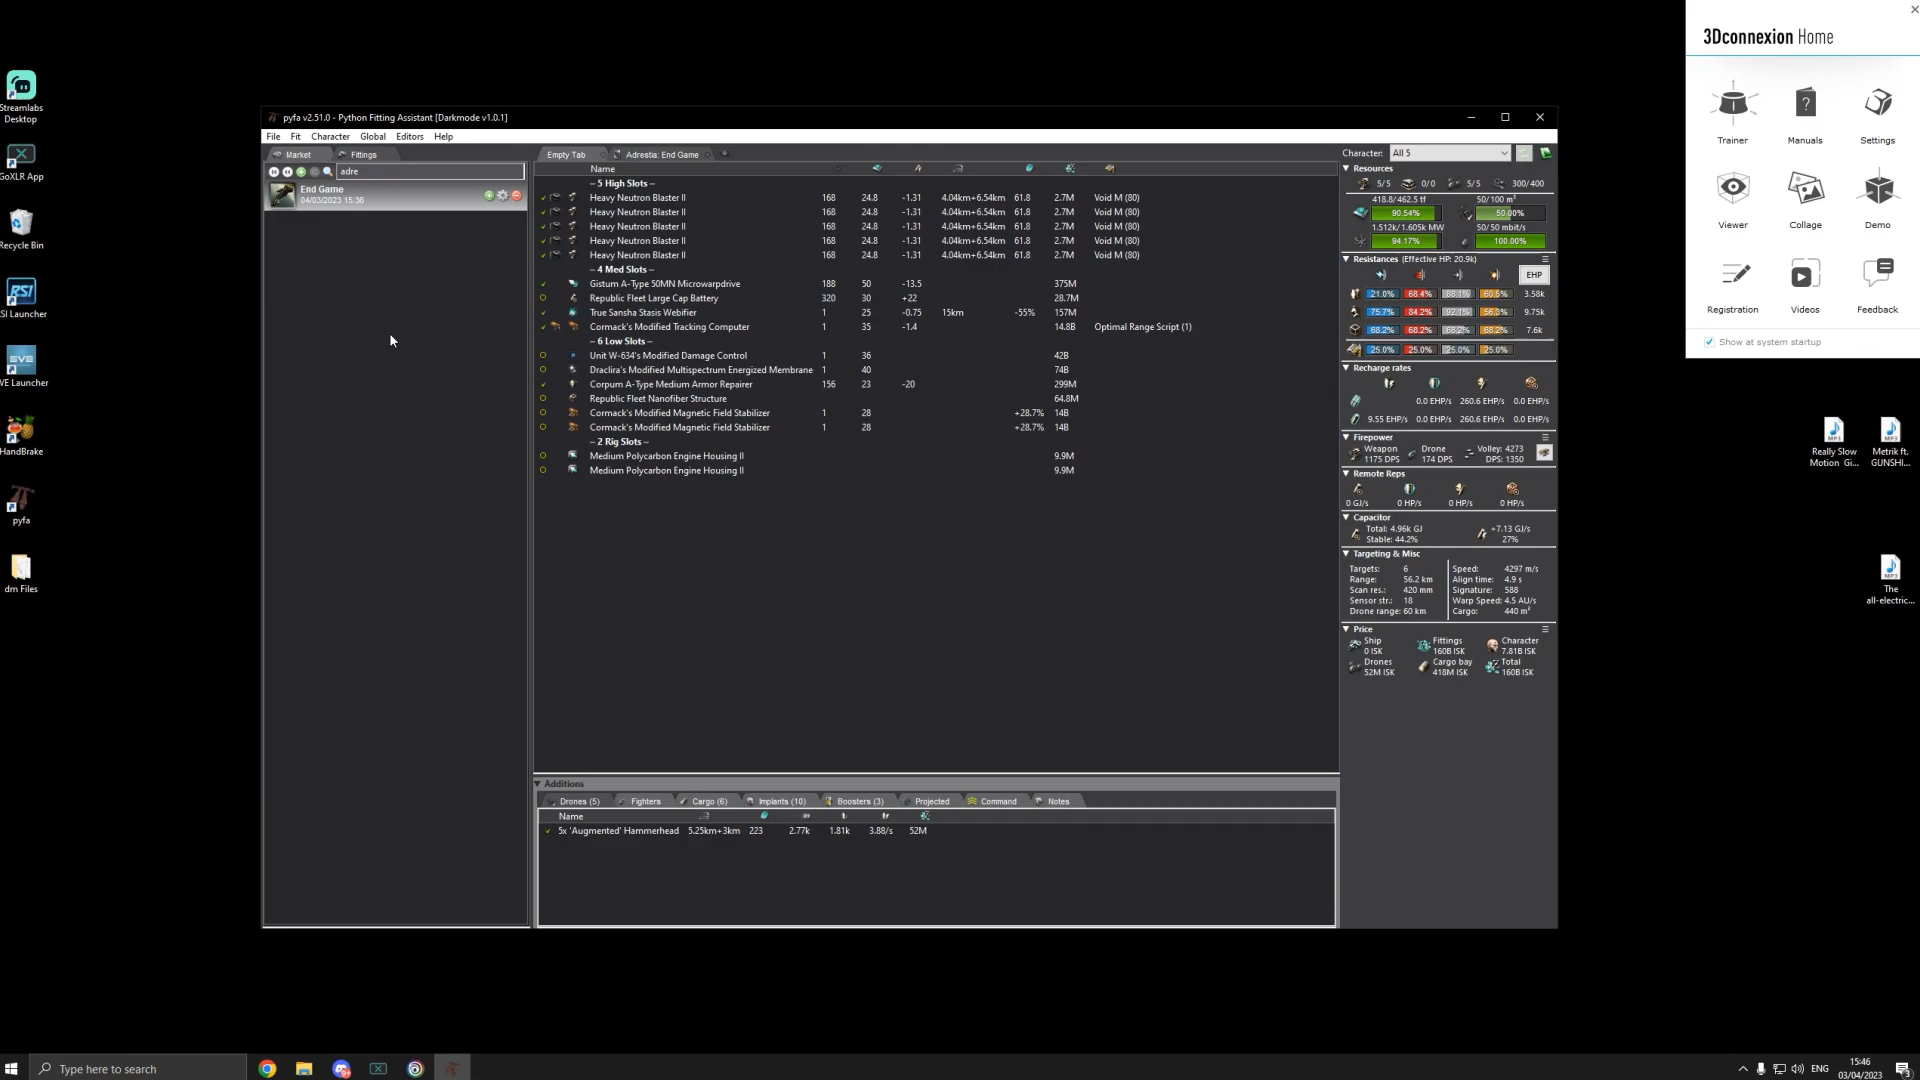 3Dconnexion Home
Trainer
Manuals
Settings
Viewer
Collage
Demo
Registration
Videos
Feedback
Show at system startup
Streamlabs
Desktop
GoXLR App
Recycle Bin
RSI
SI Launcher
EVE
VE Launcher
HandBrake
pyfa
dm Files
MP3
Really Slow
Motion Gi...
MP3
Metrik ft.
GUNSHI...
MP3
The
all-electric...
pyfa v2.51.0 - Python Fitting Assistant [Darkmode v1.0.1]
File Fit Character Global Editors Help
Market Fittings
adre
End Game
04/03/2023 15:36
Empty Tab Adrestia: End Game
Name
– 5 High Slots –
Heavy Neutron Blaster II 168 24.8 -1.31 4.04km+6.54km 61.8 2.7M Void M (80)
Heavy Neutron Blaster II 168 24.8 -1.31 4.04km+6.54km 61.8 2.7M Void M (80)
Heavy Neutron Blaster II 168 24.8 -1.31 4.04km+6.54km 61.8 2.7M Void M (80)
Heavy Neutron Blaster II 168 24.8 -1.31 4.04km+6.54km 61.8 2.7M Void M (80)
Heavy Neutron Blaster II 168 24.8 -1.31 4.04km+6.54km 61.8 2.7M Void M (80)
– 4 Med Slots –
Gistum A-Type 50MN Microwarpdrive 188 50 -13.5 375M
Republic Fleet Large Cap Battery 320 30 +22 28.7M
True Sansha Stasis Webifier 1 25 -0.75 15km -55% 157M
Cormack's Modified Tracking Computer 1 35 -1.4 14.8B Optimal Range Script (1)
– 6 Low Slots –
Unit W-634's Modified Damage Control 1 36 42B
Draclira's Modified Multispectrum Energized Membrane 1 40 74B
Corpum A-Type Medium Armor Repairer 156 23 -20 299M
Republic Fleet Nanofiber Structure 64.8M
Cormack's Modified Magnetic Field Stabilizer 1 28 +28.7% 14B
Cormack's Modified Magnetic Field Stabilizer 1 28 +28.7% 14B
– 2 Rig Slots –
Medium Polycarbon Engine Housing II 9.9M
Medium Polycarbon Engine Housing II 9.9M
Additions
Drones (5) Fighters Cargo (6) Implants (10) Boosters (3) Projected Command Notes
Name
5x 'Augmented' Hammerhead 5.25km+3km 223 2.77k 1.81k 3.88/s 52M
Character: All 5
Resources
5/5 0/0 5/5 300/400
418.8/462.5 tf 50/100 m³
90.54% 50.00%
1.512k/1.605k MW 50/50 mbit/s
94.17% 100.00%
Resistances (Effective HP: 20.9k)
EHP
21.0% 68.4% 88.1% 60.5% 3.58k
75.7% 84.2% 92.1% 56.3% 9.75k
68.2% 68.2% 68.2% 68.2% 7.6k
25.0% 25.0% 25.0% 25.0%
Recharge rates
0.0 EHP/s 260.6 EHP/s 0.0 EHP/s
9.55 EHP/s 0.0 EHP/s 260.6 EHP/s 0.0 EHP/s
Firepower
Weapon Drone Volley: 4273
1175 DPS 174 DPS DPS: 1350
Remote Reps
0 GJ/s 0 HP/s 0 HP/s 0 HP/s
Capacitor
Total: 4.96k GJ +7.13 GJ/s
Stable: 44.2% 27%
Targeting & Misc
Targets: 6 Speed: 4297 m/s
Range: 56.2 km Align time: 4.9 s
Scan res.: 420 mm Signature: 588
Sensor str.: 18 Warp Speed: 4.5 AU/s
Drone range: 60 km Cargo: 440 m³
Price
Ship Fittings Character
0 ISK 160B ISK 7.81B ISK
Drones Cargo bay Total
52M ISK 418M ISK 160B ISK
Type here to search
ENG
15:46
03/04/2023
3